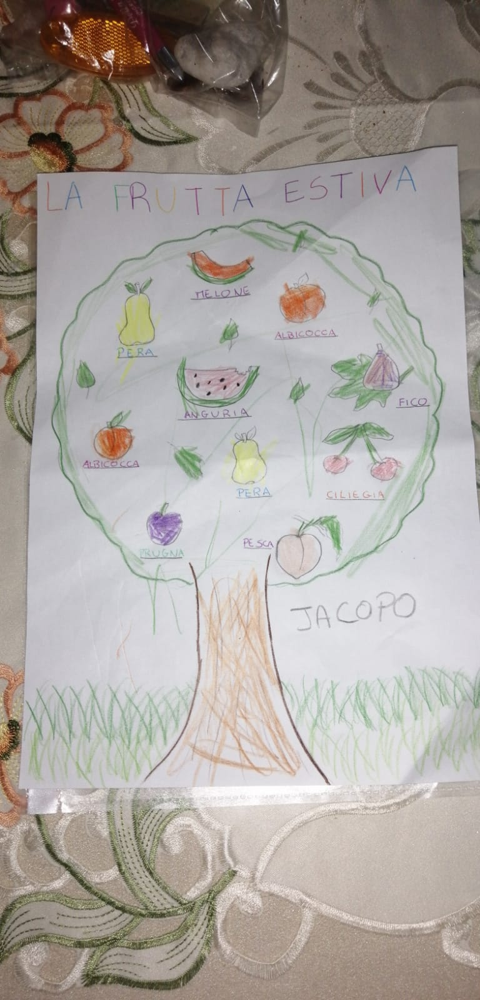 LA FRUTTA ESTIVA
MELONE
ALBICOCCA
PERA
FICO
ANGURIA
ALBICOCCA
PERA
CILIEGIA
PRUGNA
PESCA
JACOPO